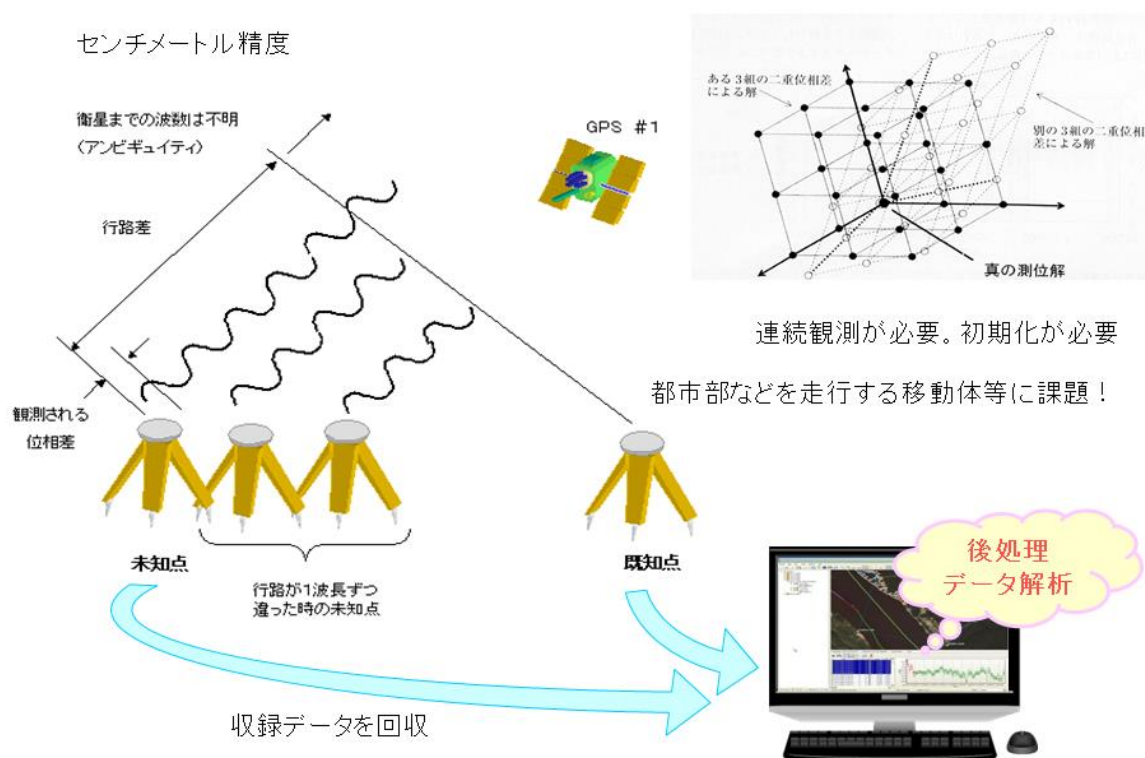 センチメートル精度
衛星までの波数は不明
(アンビギュイティ)
行路差
観測される
位相差
GPS #1
ある3組の二重位相差
による解
別の3組の二重位相
差による解
真の測位解
連続観測が必要。初期化が必要
都市部などを走行する移動体等に課題!
未知点
既知点
行路が1波長ずつ
違った時の未知点
収録データを回収
後処理
データ解析